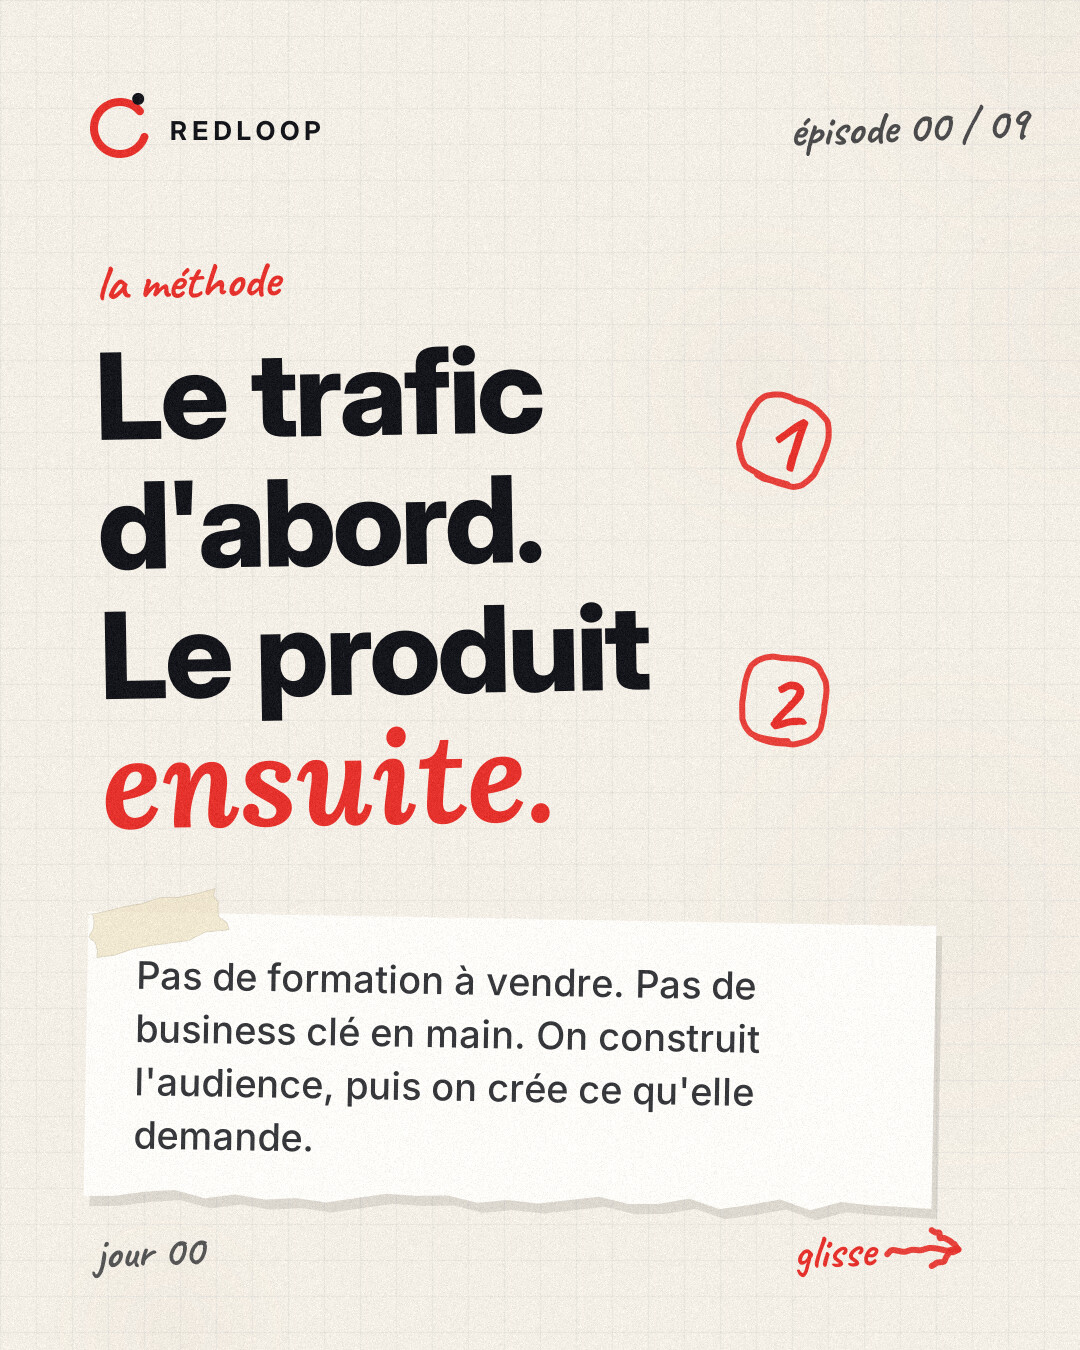 REDLOOP
épisode 00 / 09
la méthode
Le trafic
d'abord.
1
Le produit
2
ensuite.
Pas de formation à vendre. Pas de
business clé en main. On construit
l'audience, puis on crée ce qu'elle
demande.
jour 00
glisse